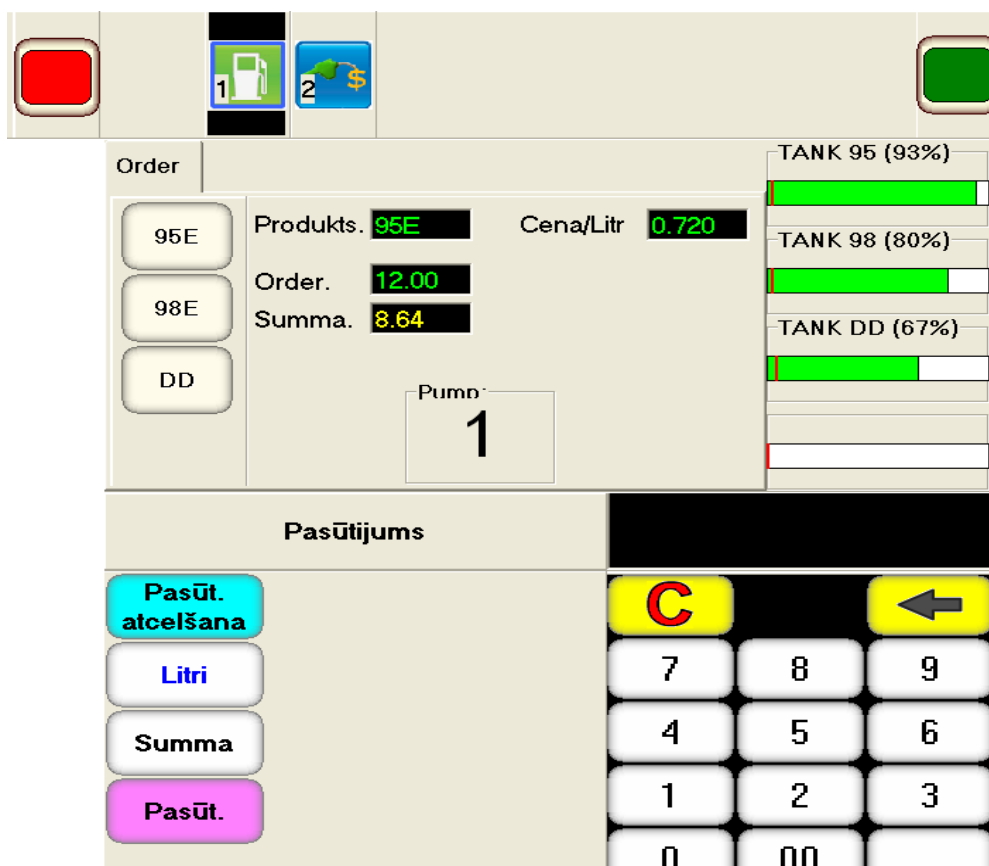 1
2
$
Order
TANK 95 (93%)
95E
Produkts. 95E
Cena/Litr 0.720
TANK 98 (80%)
98E
Order. 12.00
Summa. 8.64
TANK DD (67%)
DD
Pump:
1
Pasūtijums
Pasūt.
atcelšana
C
Litri
7 8 9
Summa
4 5 6
Pasūt.
1 2 3
0 00